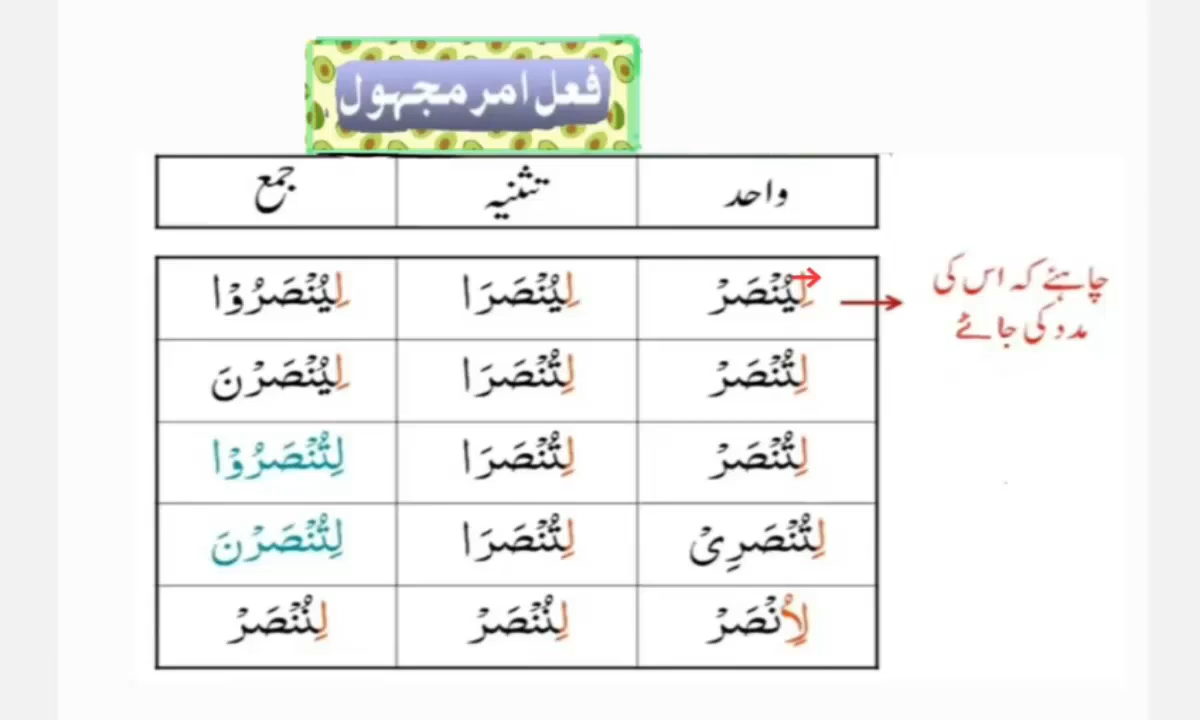 فعل امر مجہول
واحد تثنیہ جمع
لِيُنْصَرْ لِيُنْصَرَا لِيُنْصَرُوْا
چاہئے کہ اس کی
مدد کی جائے
لِتُنْصَرْ لِتُنْصَرَا لِيُنْصَرْنَ
لِتُنْصَرْ لِتُنْصَرَا لِتُنْصَرُوْا
لِتُنْصَرِىْ لِتُنْصَرَا لِتُنْصَرْنَ
لِاُنْصَرْ لِنُنْصَرْ لِنُنْصَرْ